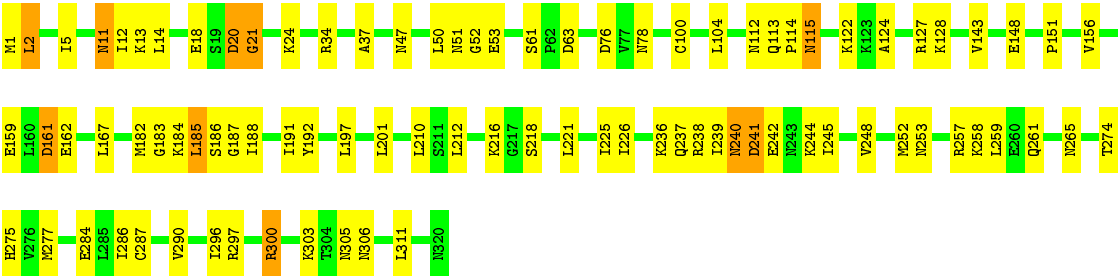 M1 L2 I5 N11 I12 K13 L14 E18 S19 D20 G21 K24 R34 A37 N47 L50 N51 G52 E53 S61 P62 D63 D76 V77 N78 C100 L104 N112 Q113 P114 N115 K122 K123 A124 R127 K128 V143 E148 P151 V156
E159 L160 D161 E162 L167 M182 G183 K184 L185 S186 G187 I188 I191 Y192 L197 L201 L210 S211 L212 K216 G217 S218 L221 I225 I226 K236 Q237 R238 I239 N240 D241 E242 N243 K244 I245 V248 M252 N253 R257 K258 L259 E260 Q261 N265 T274
H275 V276 M277 E284 L285 I286 C287 V290 I296 R297 R300 K303 T304 N305 N306 L311 N320